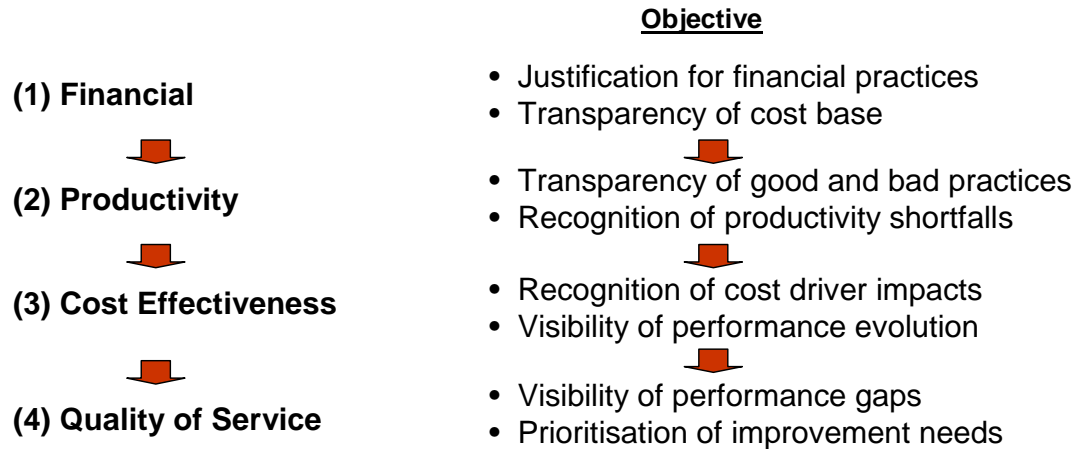 Objective
(1) Financial
• Justification for financial practices
• Transparency of cost base
(2) Productivity
• Transparency of good and bad practices
• Recognition of productivity shortfalls
(3) Cost Effectiveness
• Recognition of cost driver impacts
• Visibility of performance evolution
(4) Quality of Service
• Visibility of performance gaps
• Prioritisation of improvement needs